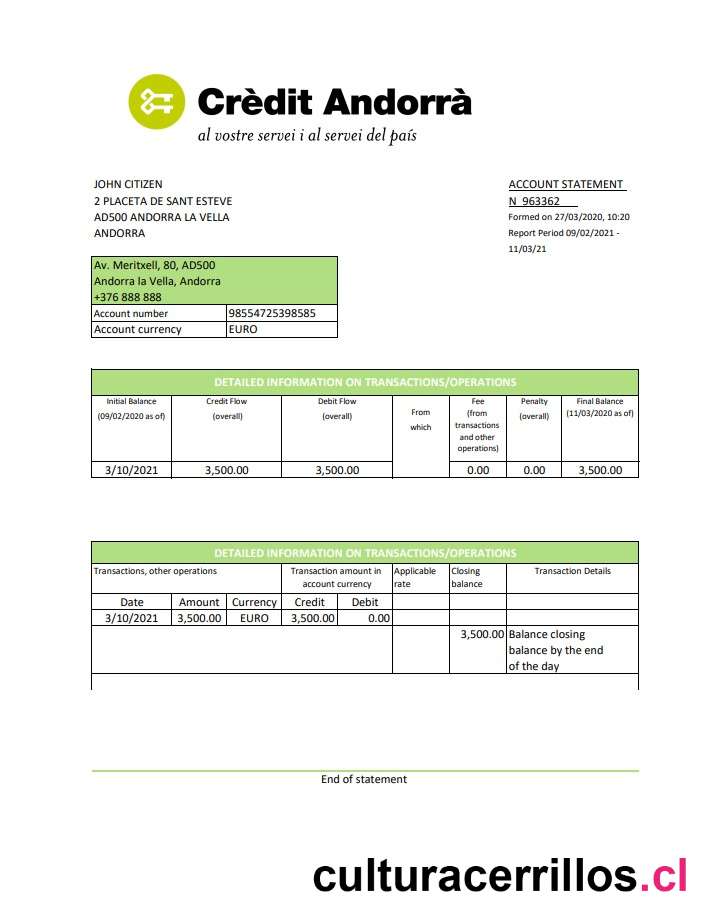 Crèdit Andorrà
al vostre servei i al servei del país
JOHN CITIZEN
2 PLACETA DE SANT ESTEVE
AD500 ANDORRA LA VELLA
ANDORRA
ACCOUNT STATEMENT
N 963362
Formed on 27/03/2020, 10:20
Report Period 09/02/2021 -
11/03/21
Av. Meritxell, 80, AD500
Andorra la Vella, Andorra
+376 888 888
Account number 98554725398585
Account currency EURO
DETAILED INFORMATION ON TRANSACTIONS/OPERATIONS
Initial Balance
(09/02/2020 as of)
Credit Flow
(overall)
Debit Flow
(overall)
From
which
Fee
(from
transactions
and other
operations)
Penalty
(overall)
Final Balance
(11/03/2020 as of)
3/10/2021 3,500.00 3,500.00 0.00 0.00 3,500.00
DETAILED INFORMATION ON TRANSACTIONS/OPERATIONS
Transactions, other operations
Transaction amount in
account currency
Applicable
rate
Closing
balance
Transaction Details
Date Amount Currency Credit Debit
3/10/2021 3,500.00 EURO 3,500.00 0.00
3,500.00 Balance closing
balance by the end
of the day
End of statement
culturacerrillos.cl